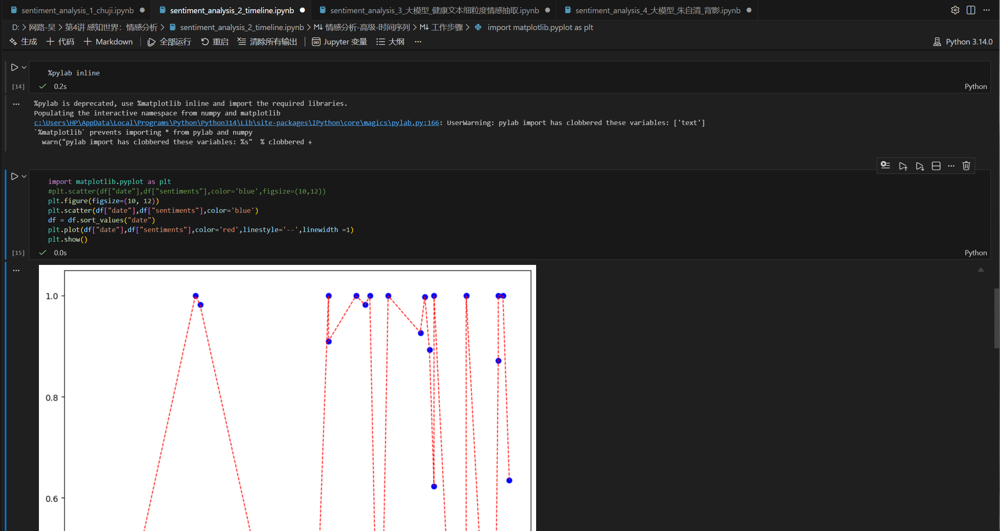 sentiment_analysis_1_chuji.ipynb
sentiment_analysis_2_timeline.ipynb
sentiment_analysis_3_大模型_健康文本细粒度情感抽取.ipynb
sentiment_analysis_4_大模型_朱自清_背影.ipynb
D: > 网路-吴 > 第4讲 感知世界：情感分析 > sentiment_analysis_2_timeline.ipynb > M↓ 情感分析-高级-时间序列 > M↓ 工作步骤 > import matplotlib.pyplot as plt
生成 + 代码 + Markdown 全部运行 重启 清除所有输出 Jupyter 变量 大纲 ... Python 3.14.0
%pylab inline
[14] 0.2s Python
%pylab is deprecated, use %matplotlib inline and import the required libraries.
Populating the interactive namespace from numpy and matplotlib
c:\Users\HP\AppData\Local\Programs\Python\Python314\Lib\site-packages\IPython\core\magics\pylab.py:166: UserWarning: pylab import has clobbered these variables: ['text']
`%matplotlib` prevents importing * from pylab and numpy
  warn("pylab import has clobbered these variables: %s"  % clobbered +
import matplotlib.pyplot as plt
#plt.scatter(df["date"],df["sentiments"],color='blue',figsize=(10,12))
plt.figure(figsize=(10, 12))
plt.scatter(df["date"],df["sentiments"],color='blue')
df = df.sort_values("date")
plt.plot(df["date"],df["sentiments"],color='red',linestyle='--',linewidth =1)
plt.show()
[15] 0.0s Python
1.0
0.8
0.6